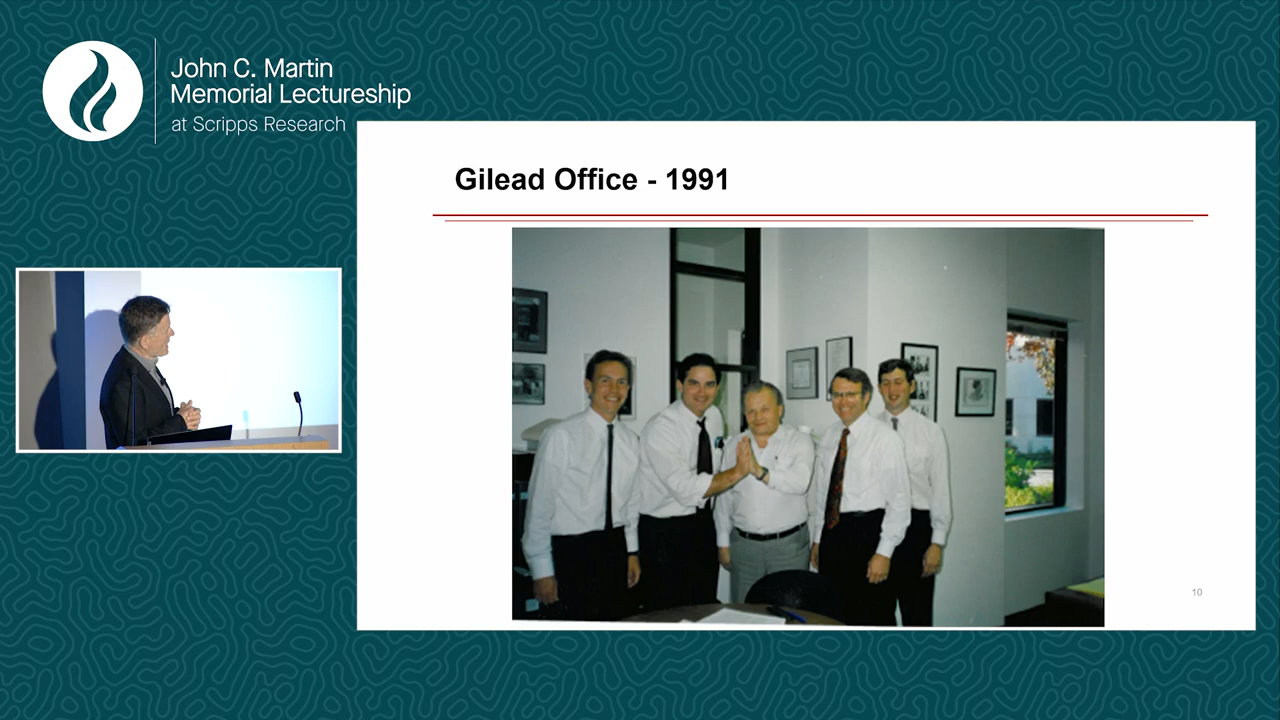 John C. Martin
Memorial Lectureship
at Scripps Research
Gilead Office - 1991
10